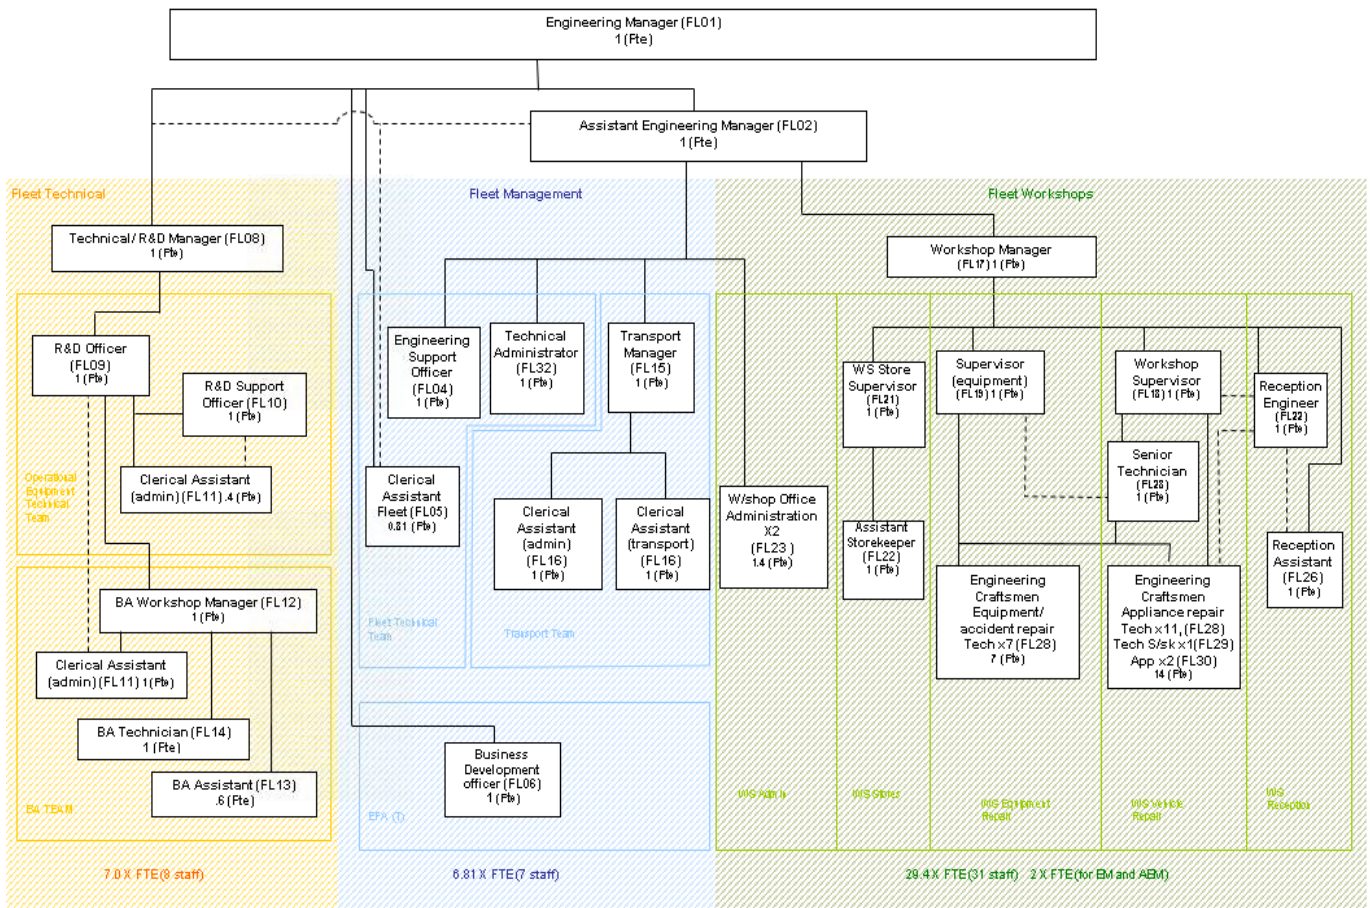 Engineering Manager (FL01)
1 (Fte)
Assistant Engineering Manager (FL02)
1 (Fte)
Fleet Technical
Fleet Management
Fleet Workshops
Technical/ R&D Manager (FL08)
1 (Fte)
Workshop Manager
(FL17) 1 (Fte)
R&D Officer
(FL09)
1 (Fte)
R&D Support
Officer (FL10)
1 (Fte)
Clerical Assistant
(admin) (FL11) .4 (Fte)
Operational
Equipment
Technical
Team
BA Workshop Manager (FL12)
1 (Fte)
Clerical Assistant
(admin) (FL11) 1 (Fte)
BA Technician (FL14)
1 (Fte)
BA Assistant (FL13)
.6 (Fte)
BA TEAM
7.0 X FTE (8 staff)
Engineering
Support
Officer
(FL04)
1 (Fte)
Technical
Administrator
(FL32)
1 (Fte)
Transport
Manager
(FL15)
1 (Fte)
Clerical
Assistant
Fleet (FL05)
0.81 (Fte)
Clerical
Assistant
(admin)
(FL16)
1 (Fte)
Clerical
Assistant
(transport)
(FL16)
1 (Fte)
Fleet Technical
Team
Transport Team
Business
Development
officer (FL06)
1 (Fte)
EFA (T)
6.81 X FTE (7 staff)
W/shop Office
Administration
X2
(FL23 )
1.4 (Fte)
WS Store
Supervisor
(FL21)
1 (Fte)
Assistant
Storekeeper
(FL22)
1 (Fte)
Supervisor
(equipment)
(FL19) 1 (Fte)
Workshop
Supervisor
(FL18) 1 (Fte)
Reception
Engineer
(FL22)
1 (Fte)
Senior
Technician
(FL28)
1 (Fte)
Reception
Assistant
(FL26)
1 (Fte)
Engineering
Craftsmen
Equipment/
accident repair
Tech x7 (FL28)
7 (Fte)
Engineering
Craftsmen
Appliance repair
Tech x11, (FL28)
Tech S/sk x1(FL29)
App x2 (FL30)
14 (Fte)
WS Admin
WS Stores
WS Equipment
Repair
WS Vehicle
Repair
WS
Reception
29.4 X FTE (31 staff) 2 X FTE (for EM and AEM)